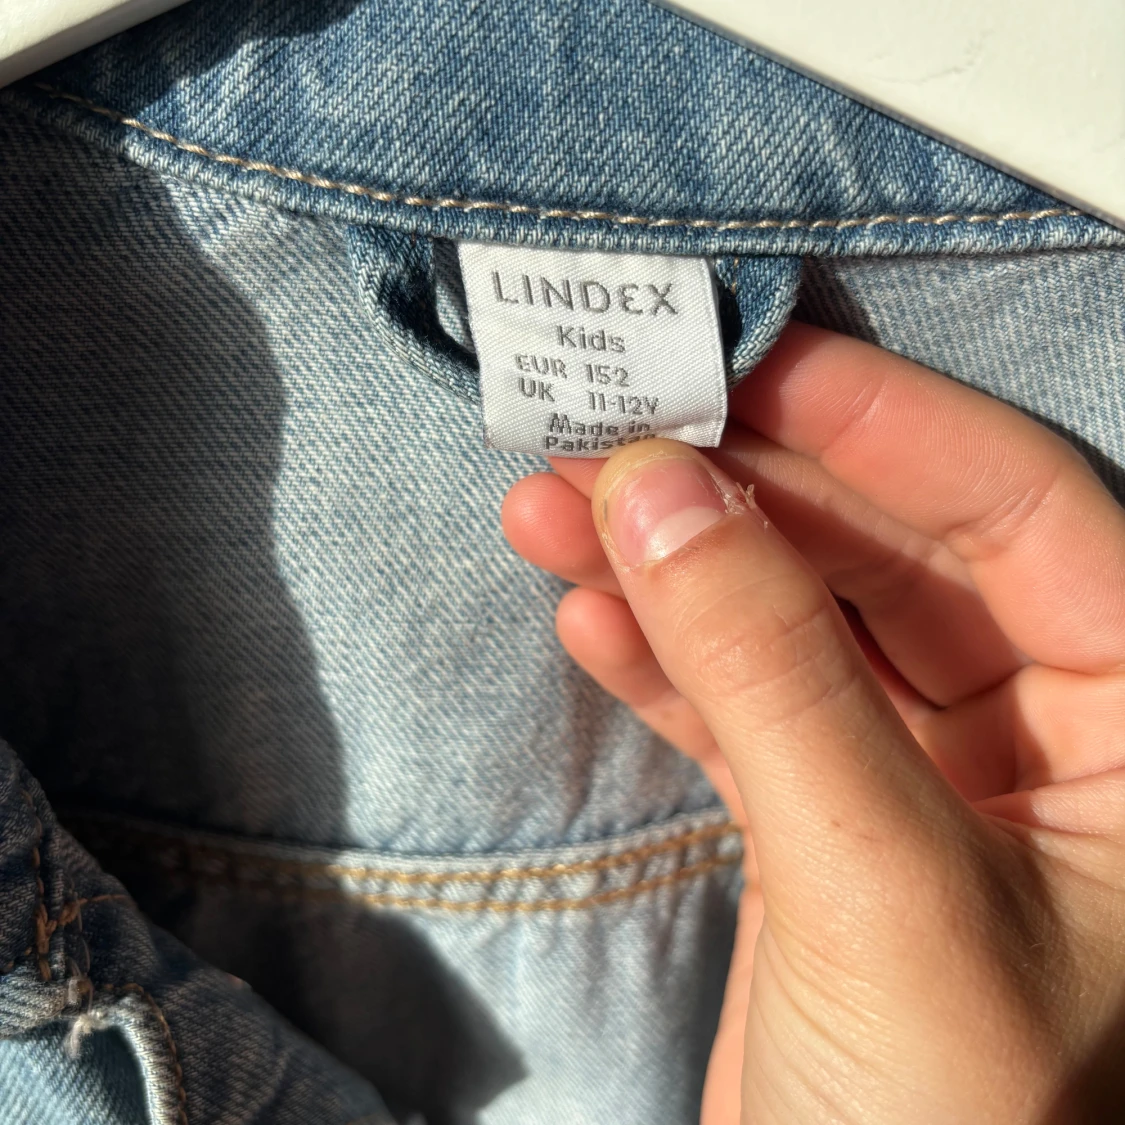 LINDEX
Kids
EUR 152
UK 11-12Y
Made in
Pakistan